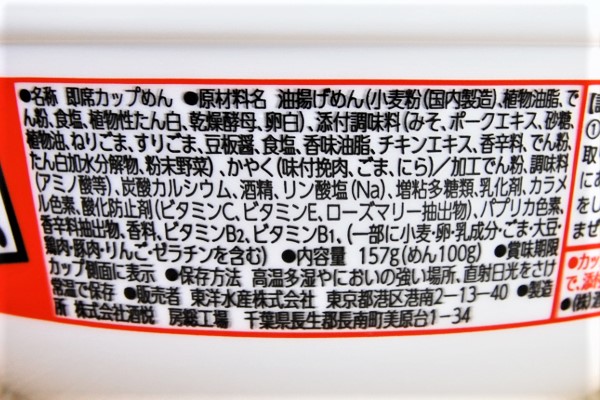 ●名称 即席カップめん ●原材料名 油揚げめん(小麦粉(国内製造)、植物油脂、で
ん粉、食塩、植物性たん白、乾燥酵母、卵白)、添付調味料(みそ、ポークエキス、砂糖、
植物油、ねりごま、すりごま、豆板醤、食塩、香味油脂、チキンエキス、香辛料、でん粉、
たん白加水分解物、粉末野菜)、かやく(味付挽肉、ごま、にら)/加工でん粉、調味料
(アミノ酸等)、炭酸カルシウム、酒精、リン酸塩(Na)、増粘多糖類、乳化剤、カラメ
ル色素、酸化防止剤(ビタミンC、ビタミンE、ローズマリー抽出物)、パプリカ色素、
香辛料抽出物、香料、ビタミンB2、ビタミンB1、(一部に小麦・卵・乳成分・ごま・大豆・
鶏肉・豚肉・りんご・ゼラチンを含む) ●内容量 157g(めん100g) ●賞味期限
カップ側面に表示 ●保存方法 高温多湿やにおいの強い場所、直射日光をさけ
常温で保存 ●販売者 東洋水産株式会社 東京都港区港南2-13-40 ●製造
所 株式会社酒悦 房総工場 千葉県長生郡長南町美原台1-34
①
取り
にお
をし
まぜ
●カッ
で、添付
●(株)酒